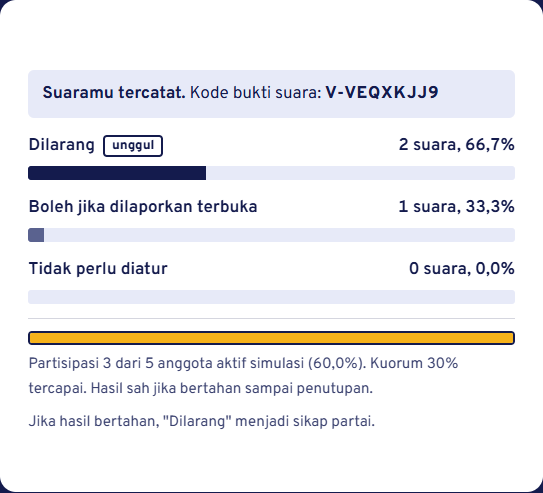 Suaramu tercatat. Kode bukti suara: V-VEQXKJJ9
Dilarang unggul 2 suara, 66,7%
Boleh jika dilaporkan terbuka 1 suara, 33,3%
Tidak perlu diatur 0 suara, 0,0%
Partisipasi 3 dari 5 anggota aktif simulasi (60,0%). Kuorum 30%
tercapai. Hasil sah jika bertahan sampai penutupan.
Jika hasil bertahan, "Dilarang" menjadi sikap partai.